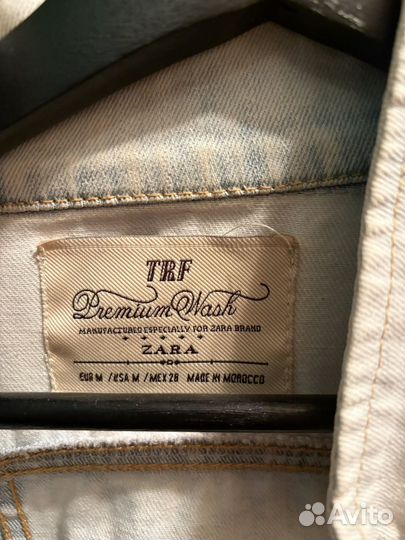 TRF
Premium Wash
MANUFACTURED ESPECIALLY FOR ZARA BRAND
ZARA
EUR M / USA M / MEX 28 MADE IN MOROCCO
Avito